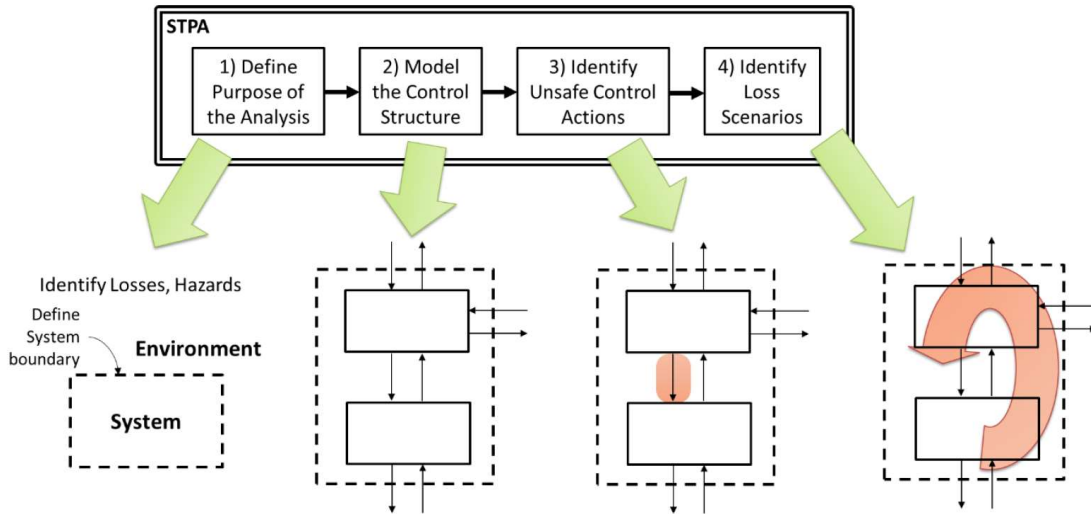 STPA
1) Define
Purpose of
the Analysis
2) Model
the Control
Structure
3) Identify
Unsafe Control
Actions
4) Identify
Loss
Scenarios
Identify Losses, Hazards
Define
System
boundary
Environment
System